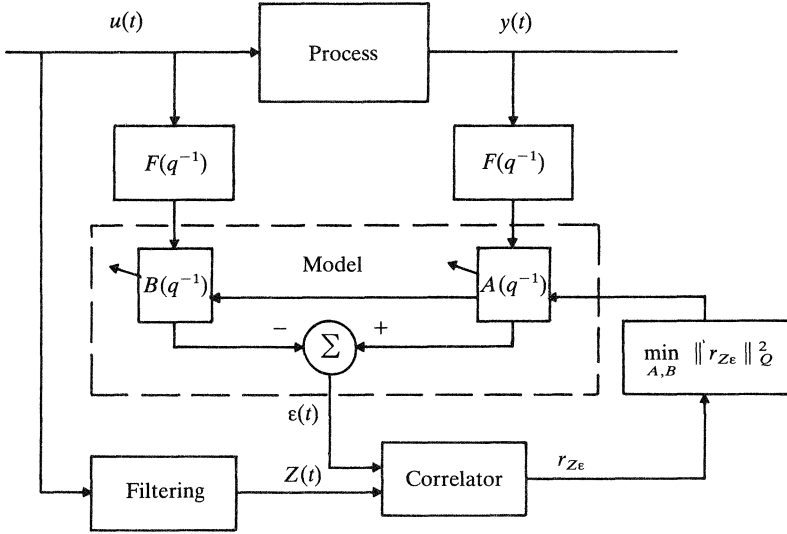 u(t)
y(t)
Process
F(q⁻¹)
F(q⁻¹)
Model
B(q⁻¹)
A(q⁻¹)
− Σ +
min ‖ r_Zε ‖ ²_Q
A,B
ε(t)
Filtering
Z(t)
Correlator
r_Zε